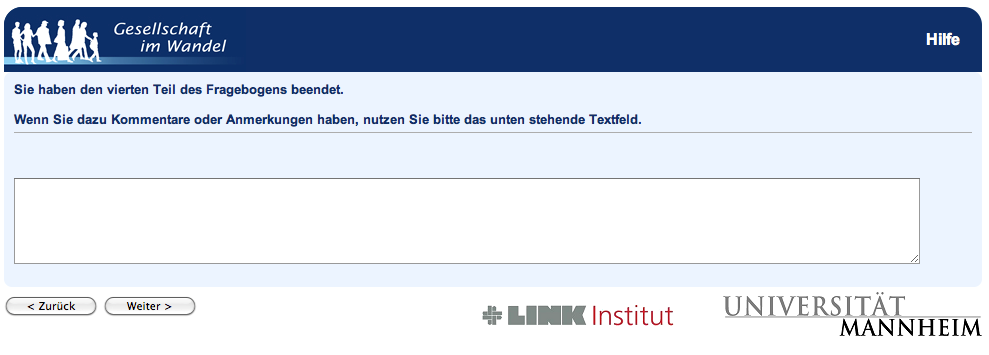 Gesellschaft
im Wandel
Hilfe
Sie haben den vierten Teil des Fragebogens beendet.
Wenn Sie dazu Kommentare oder Anmerkungen haben, nutzen Sie bitte das unten stehende Textfeld.
< Zurück
Weiter >
LINK Institut
UNIVERSITÄT
MANNHEIM